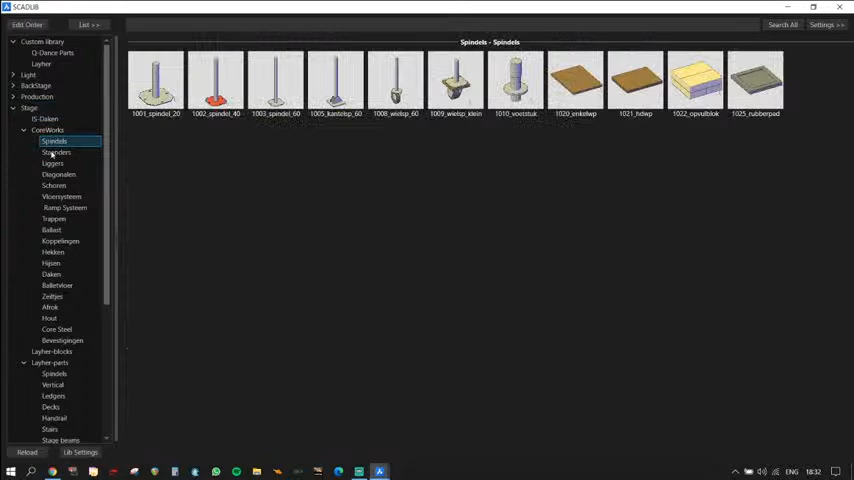 SCADLIB
Edit Order
List >>
Search All
Settings >>
Custom library
Q-Dance Parts
Layher
Light
BackStage
Production
Stage
IS-Daken
CoreWorks
Spindels
Staanders
Liggers
Diagonalen
Schoren
Vloersysteem
Ramp Systeem
Trappen
Ballast
Koppelingen
Hekken
Hijsen
Daken
Balletvloer
Zeiltjes
Afrok
Hout
Core Steel
Bevestigingen
Layher-blocks
Layher-parts
Spindels
Vertical
Ledgers
Decks
Handrail
Stairs
Stage beams
Reload
Lib Settings
Spindels - Spindels
1001_spindel_20
1002_spindel_40
1003_spindel_60
1005_kantelsp_60
1008_wielsp_60
1009_wielsp_klein
1010_voetstuk
1020_enkelwp
1021_hdwp
1022_opvulblok
1025_rubberpad
ENG
18:32